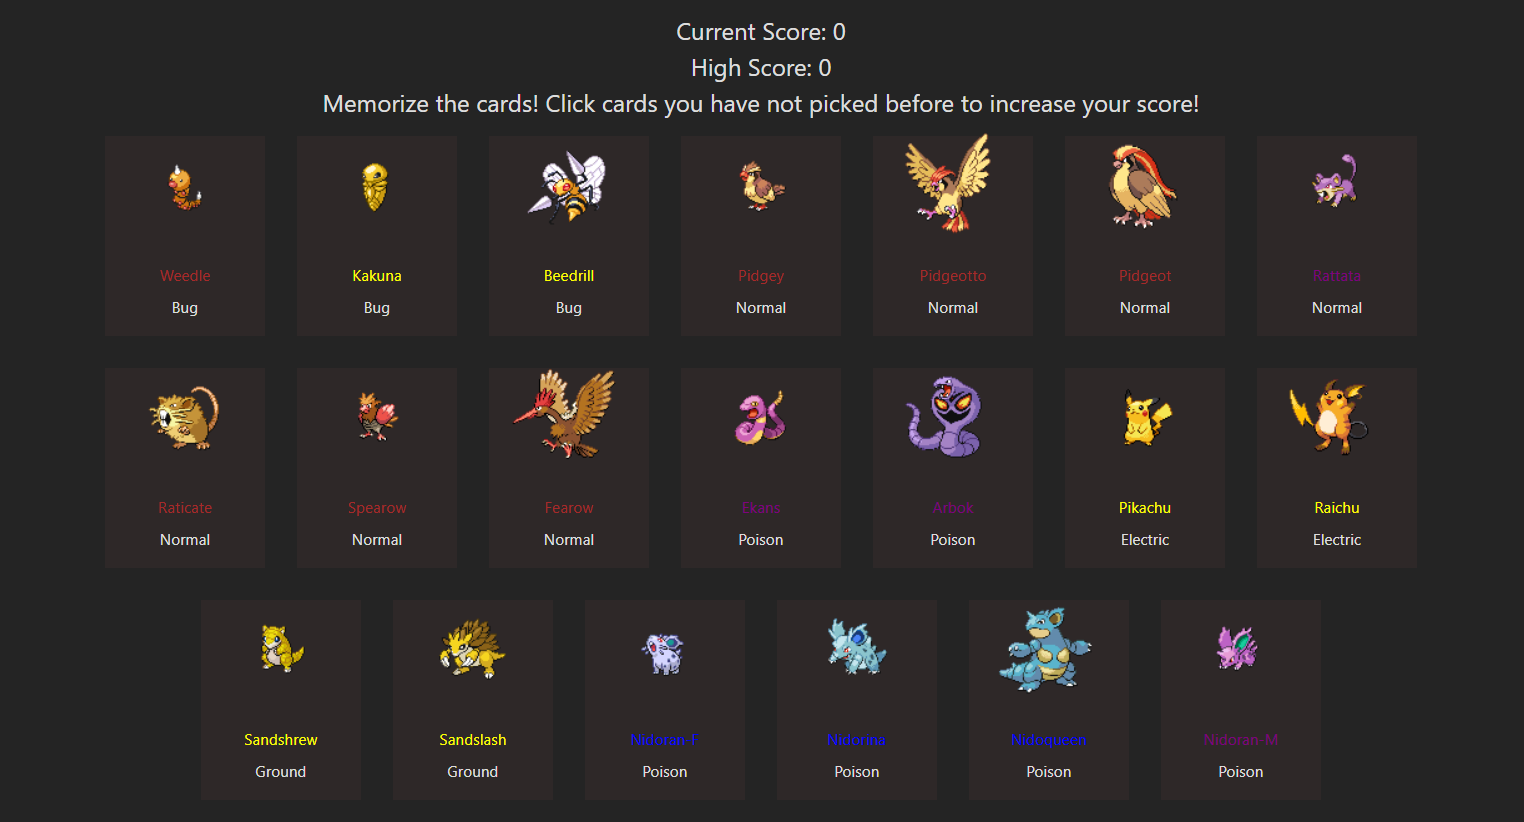 Current Score: 0
High Score: 0
Memorize the cards! Click cards you have not picked before to increase your score!
Weedle Kakuna Beedrill Pidgey Pidgeotto Pidgeot Rattata
Bug Bug Bug Normal Normal Normal Normal
Raticate Spearow Fearow Ekans Arbok Pikachu Raichu
Normal Normal Normal Poison Poison Electric Electric
Sandshrew Sandslash Nidoran-F Nidorina Nidoqueen Nidoran-M
Ground Ground Poison Poison Poison Poison